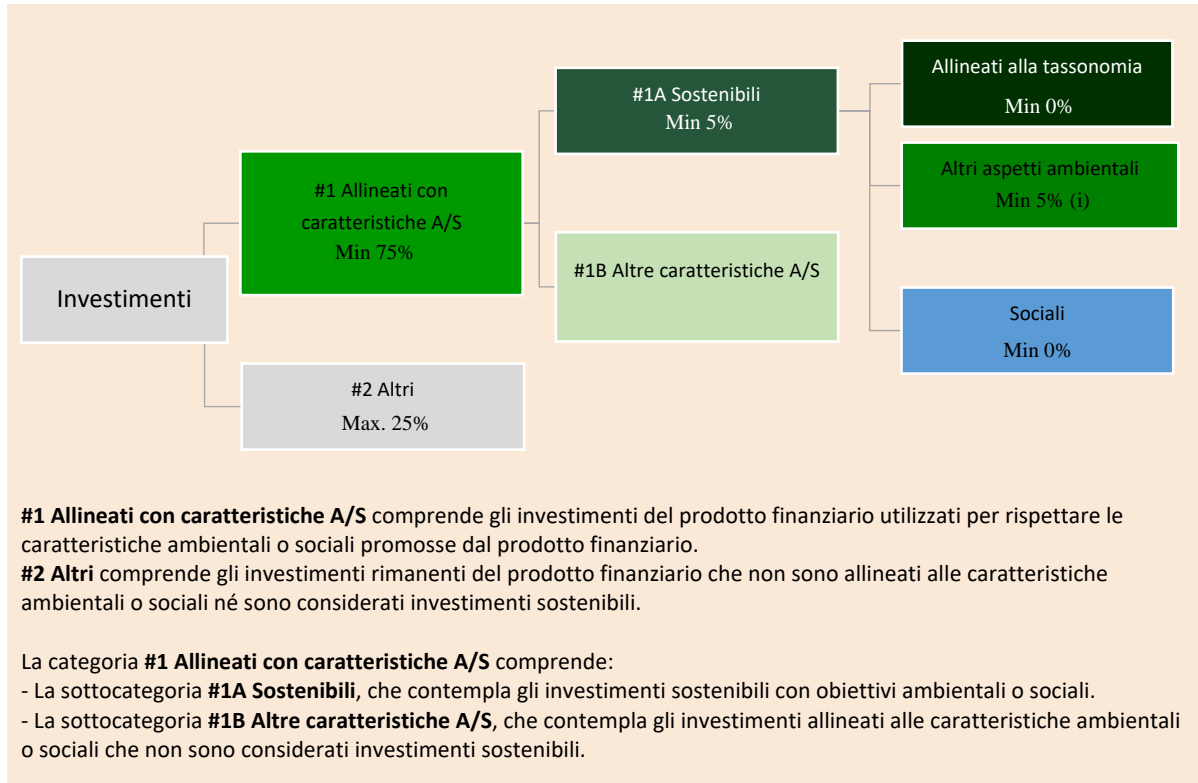 Allineati alla tassonomia
Min 0%
#1A Sostenibili
Min 5%
Altri aspetti ambientali
Min 5% (i)
#1 Allineati con
caratteristiche A/S
Min 75%
#1B Altre caratteristiche A/S
Investimenti
Sociali
Min 0%
#2 Altri
Max. 25%
#1 Allineati con caratteristiche A/S comprende gli investimenti del prodotto finanziario utilizzati per rispettare le
caratteristiche ambientali o sociali promosse dal prodotto finanziario.
#2 Altri comprende gli investimenti rimanenti del prodotto finanziario che non sono allineati alle caratteristiche
ambientali o sociali né sono considerati investimenti sostenibili.
La categoria #1 Allineati con caratteristiche A/S comprende:
- La sottocategoria #1A Sostenibili, che contempla gli investimenti sostenibili con obiettivi ambientali o sociali.
- La sottocategoria #1B Altre caratteristiche A/S, che contempla gli investimenti allineati alle caratteristiche ambientali
o sociali che non sono considerati investimenti sostenibili.